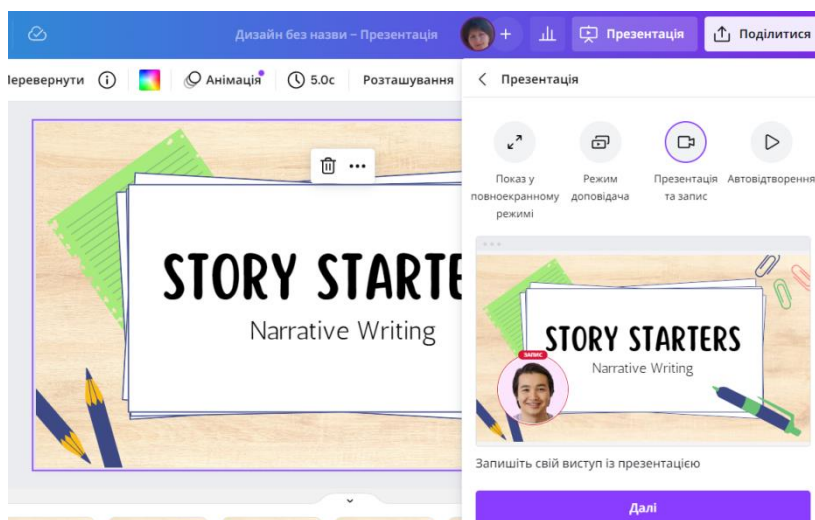 Дизайн без назви – Презентація
+
Презентація
Поділитися
Перевернути
Анімація
5.0с
Розташування
STORY STARTE
Narrative Writing
Презентація
Показ у повноекранному режимі
Режим доповідача
Презентація та запис
Автовідтворення
STORY STARTERS
Narrative Writing
ЗАПИС
Запишіть свій виступ із презентацією
Далі